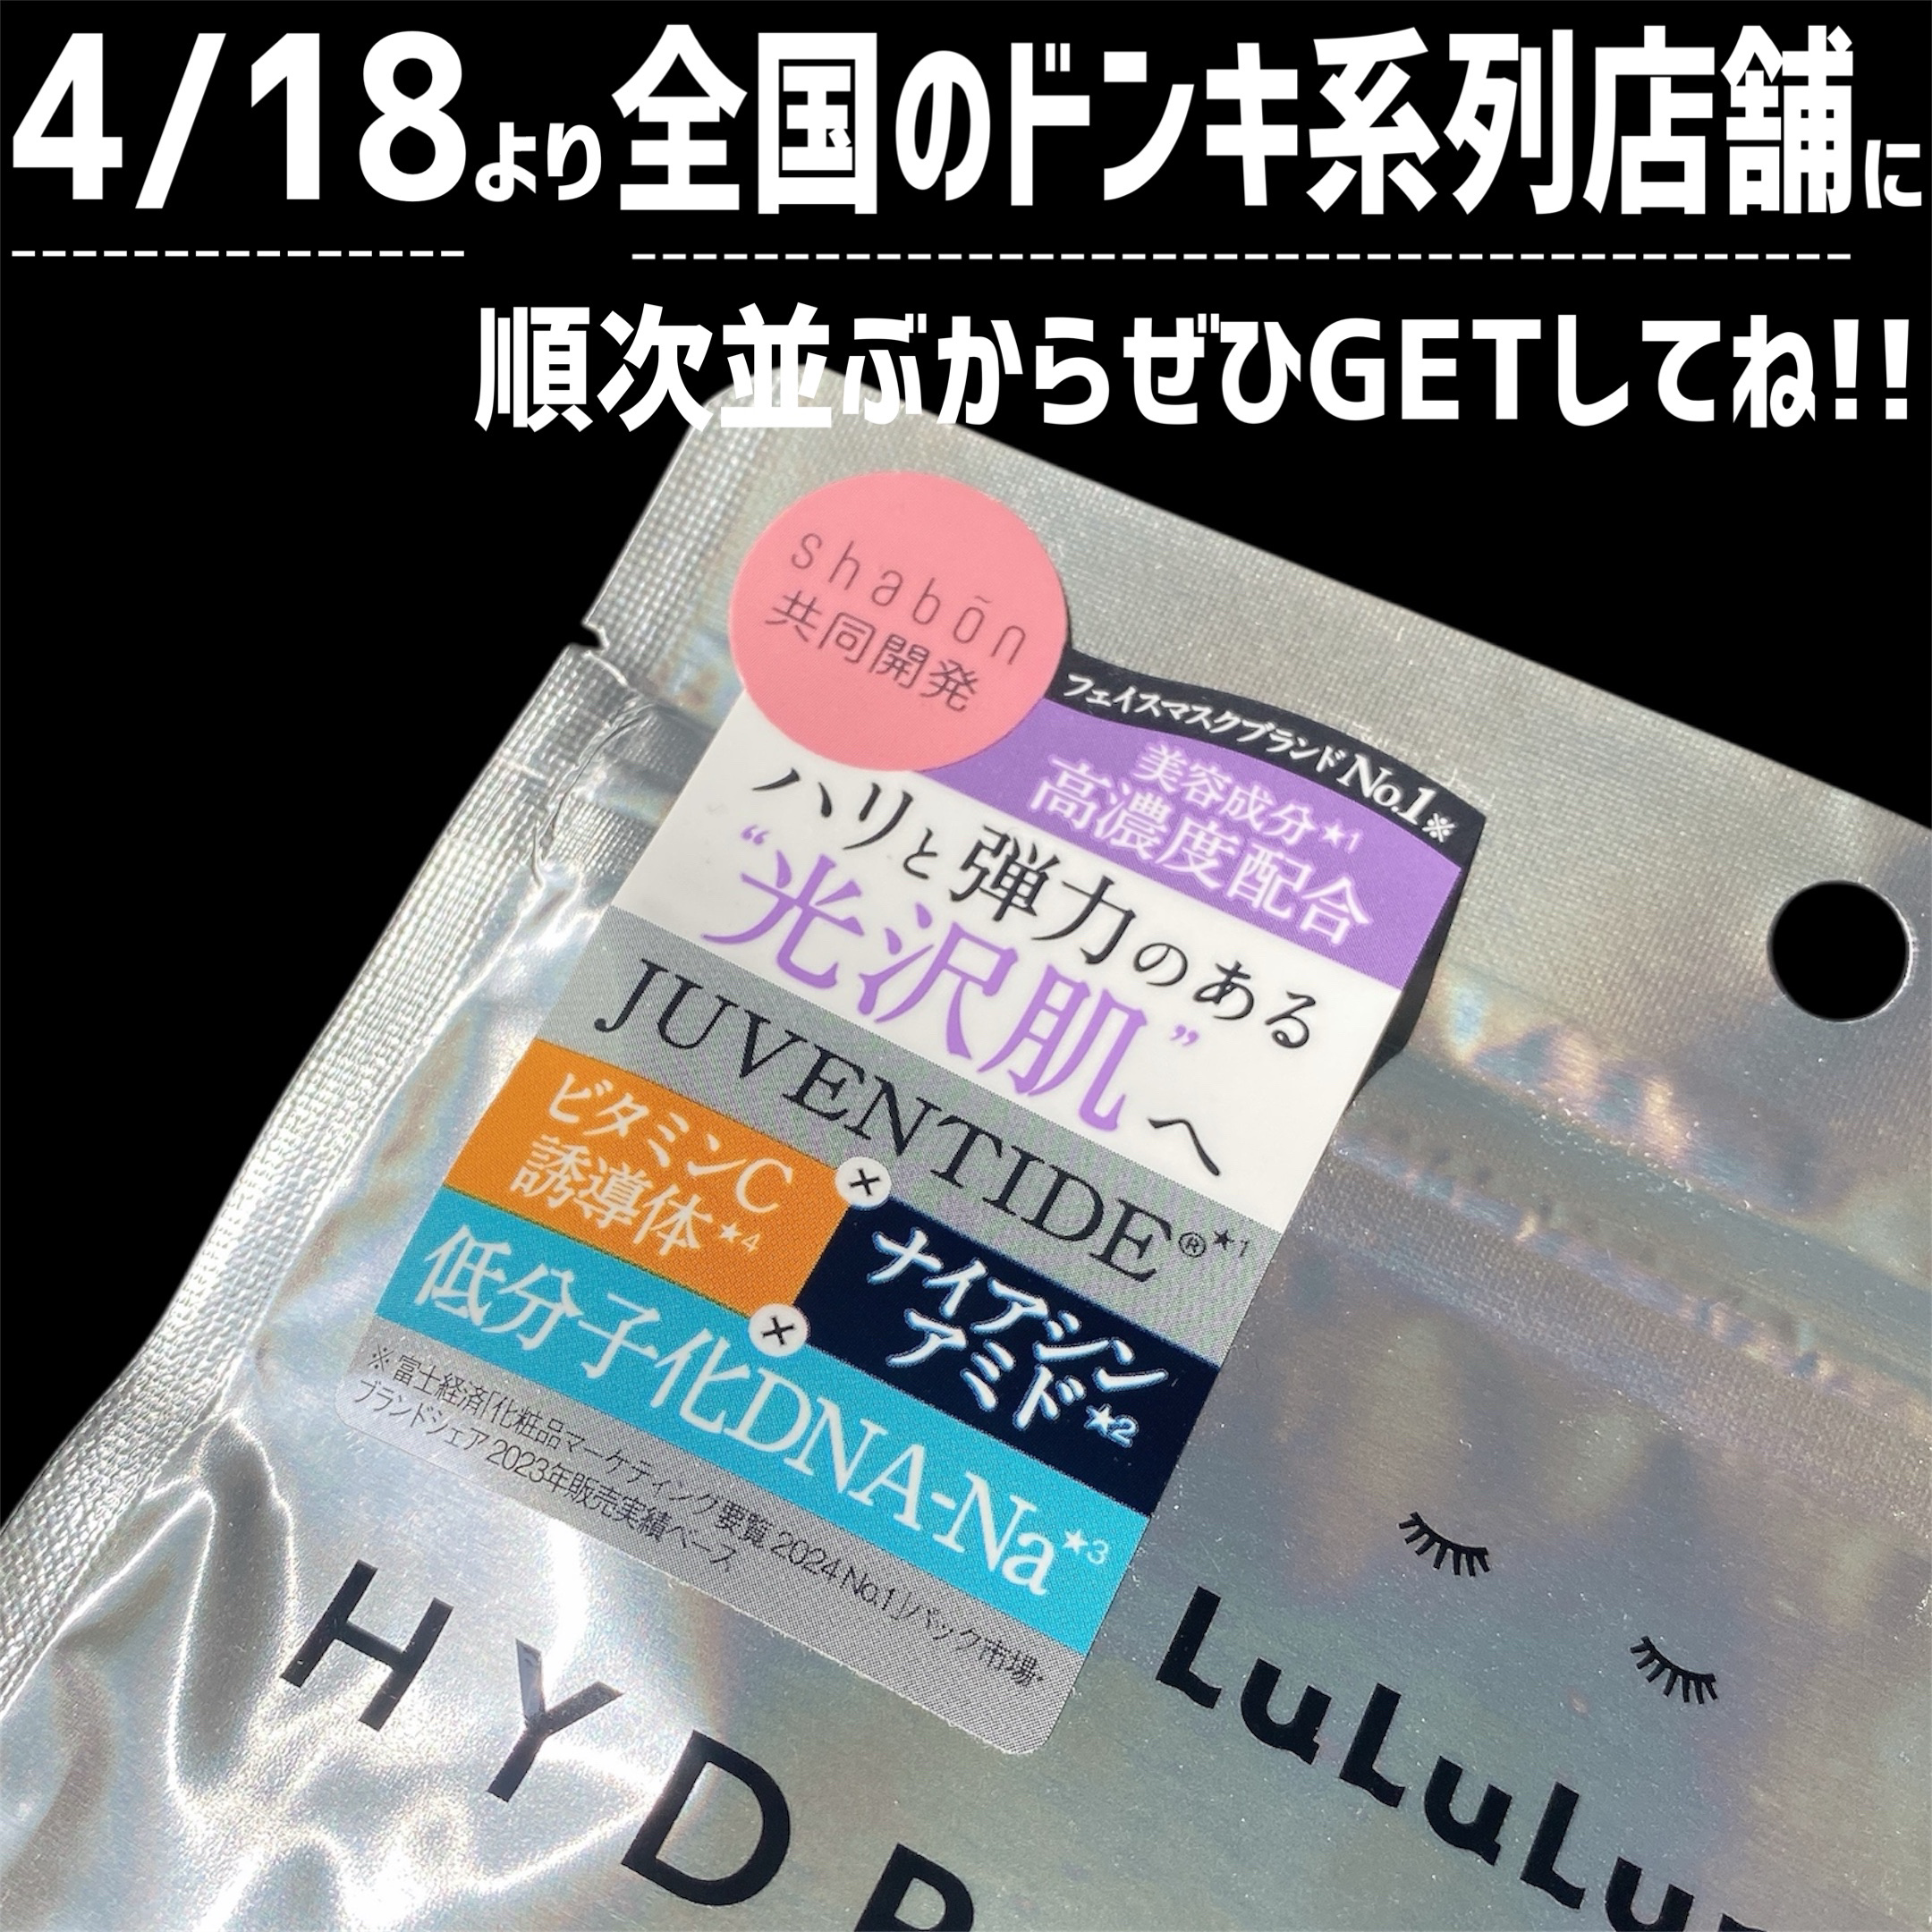 4/18より全国のドンキ系列店舗に
順次並ぶからぜひGETしてね!!
shabōn
共同開発
フェイスマスクブランドNo.1※
美容成分★1
高濃度配合
ハリと弾力のある
“光沢肌”へ
JUVENTIDE®★1
ビタミンC
誘導体★4
×
ナイアシン
アミド★2
×
低分子化DNA-Na★3
※富士経済「化粧品マーケティング要覧2024 No.1」パック市場・
ブランドシェア 2023年販売実績ベース
LuLuLu
HYD